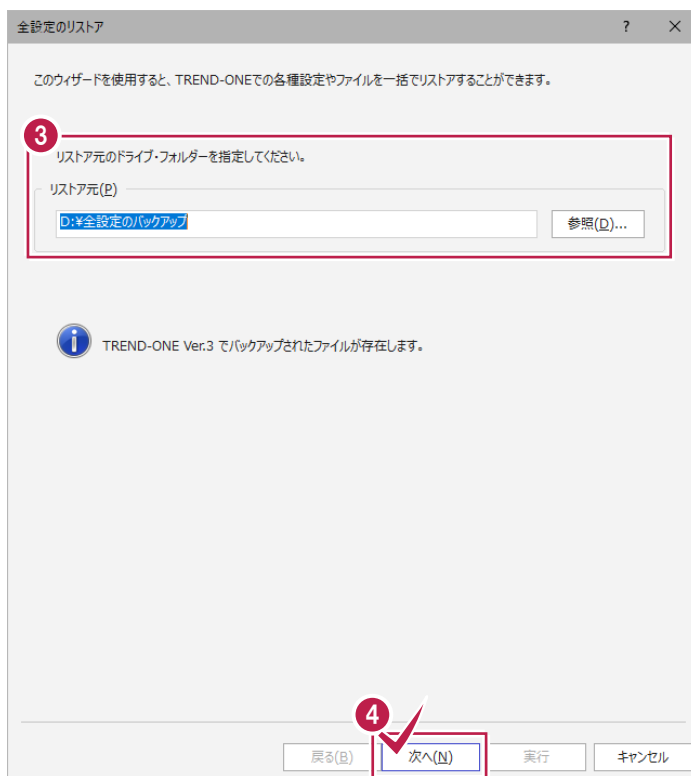 全設定のリストア ? ×
このウィザードを使用すると、TREND-ONEでの各種設定やファイルを一括でリストアすることができます。
3
リストア元のドライブ・フォルダーを指定してください。
リストア元(P)
D:¥全設定のバックアップ 参照(D)...
TREND-ONE Ver.3 でバックアップされたファイルが存在します。
4
戻る(B) 次へ(N) 実行 キャンセル